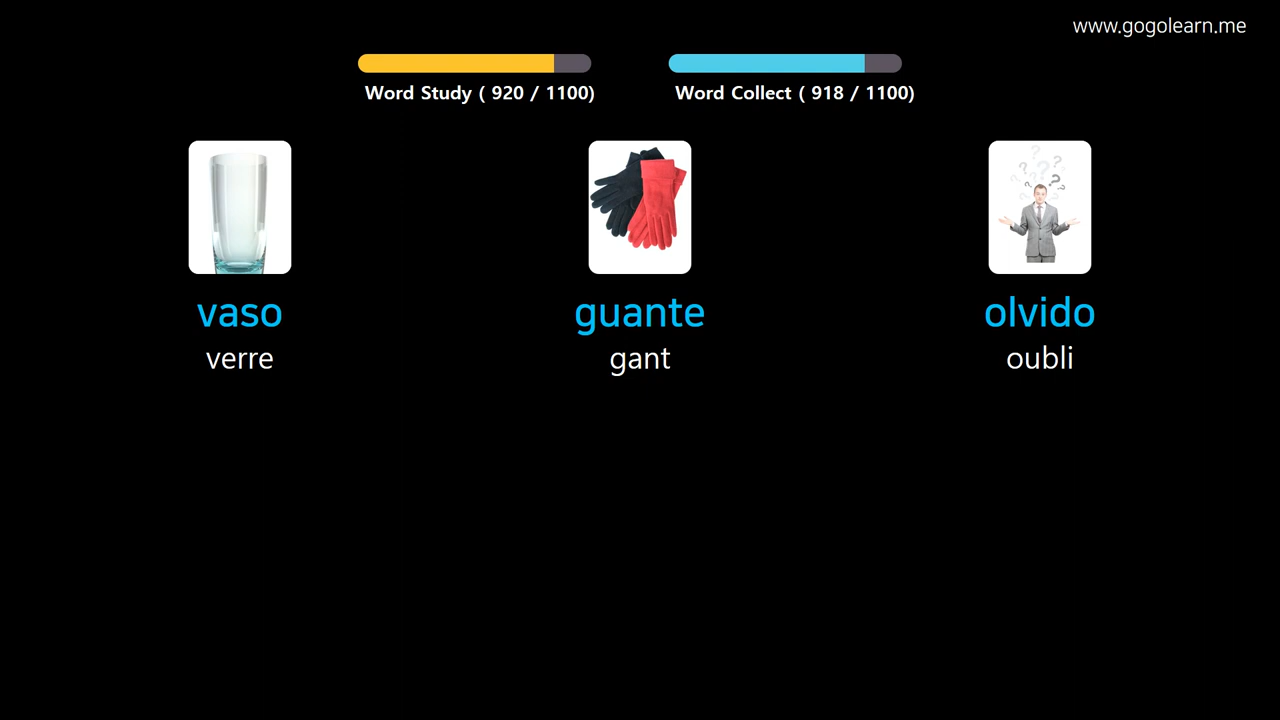 www.gogolearn.me
Word Study ( 920 / 1100)
Word Collect ( 918 / 1100)
vaso
guante
olvido
verre
gant
oubli